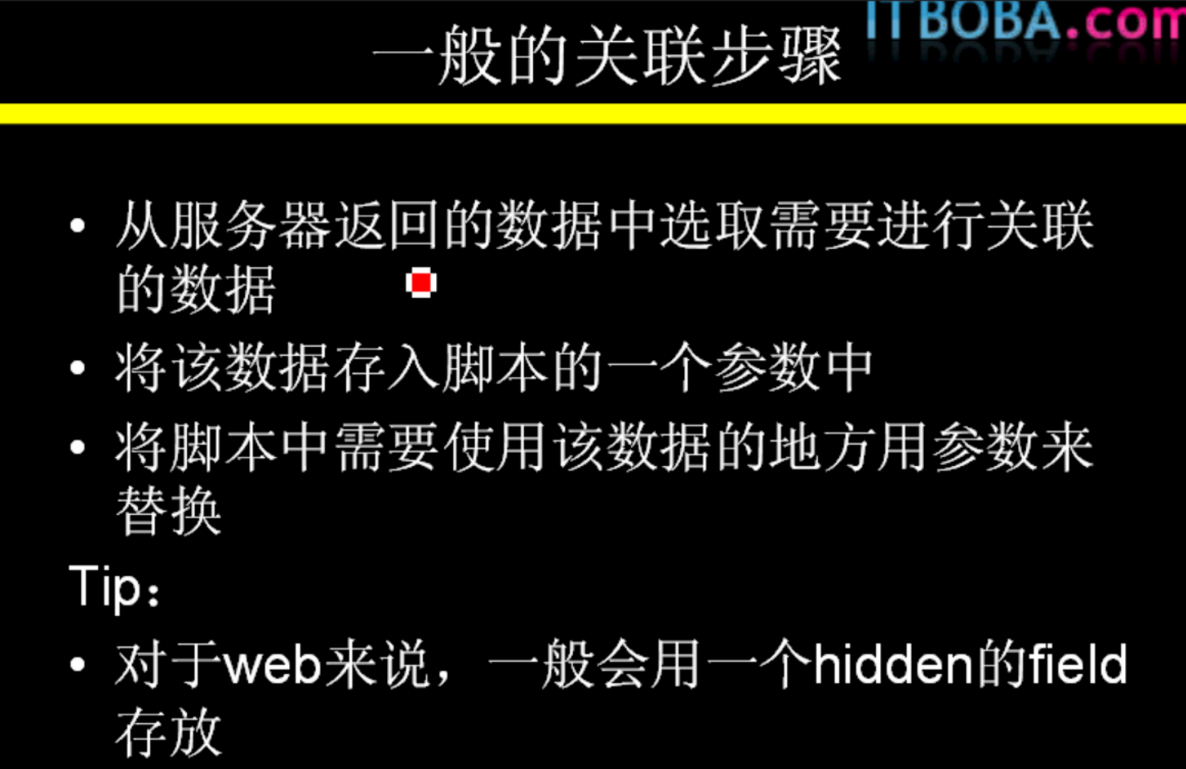 ITBOBA.com
一般的关联步骤
• 从服务器返回的数据中选取需要进行关联
的数据
• 将该数据存入脚本的一个参数中
• 将脚本中需要使用该数据的地方用参数来
替换
Tip：
• 对于web来说，一般会用一个hidden的field
存放